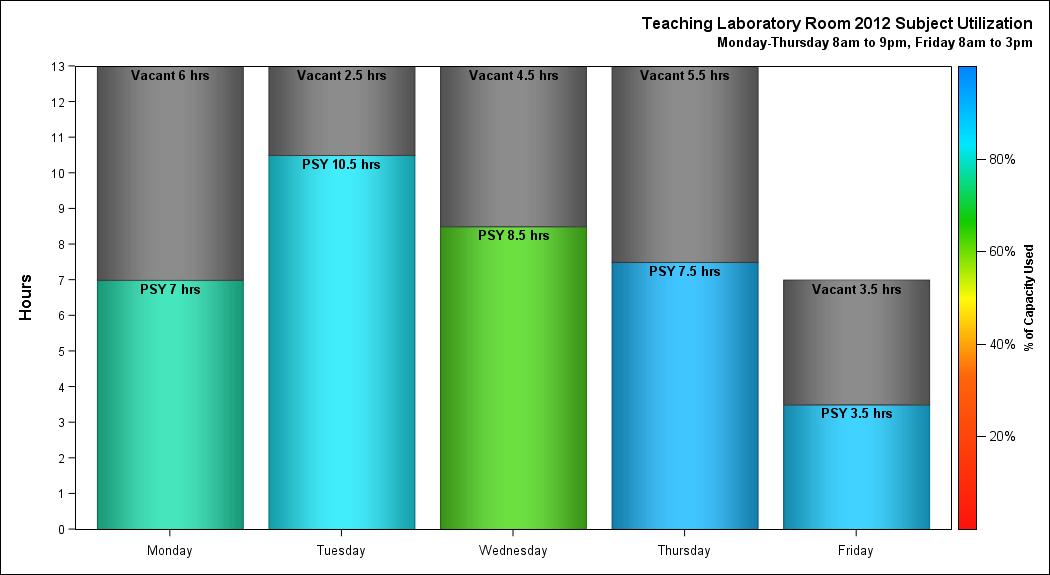 Teaching Laboratory Room 2012 Subject Utilization
Monday-Thursday 8am to 9pm, Friday 8am to 3pm
Hours
13
12
11
10
9
8
7
6
5
4
3
2
1
0
Vacant 6 hrs
PSY 7 hrs
Vacant 2.5 hrs
PSY 10.5 hrs
Vacant 4.5 hrs
PSY 8.5 hrs
Vacant 5.5 hrs
PSY 7.5 hrs
Vacant 3.5 hrs
PSY 3.5 hrs
Monday
Tuesday
Wednesday
Thursday
Friday
80%
60%
40%
20%
% of Capacity Used